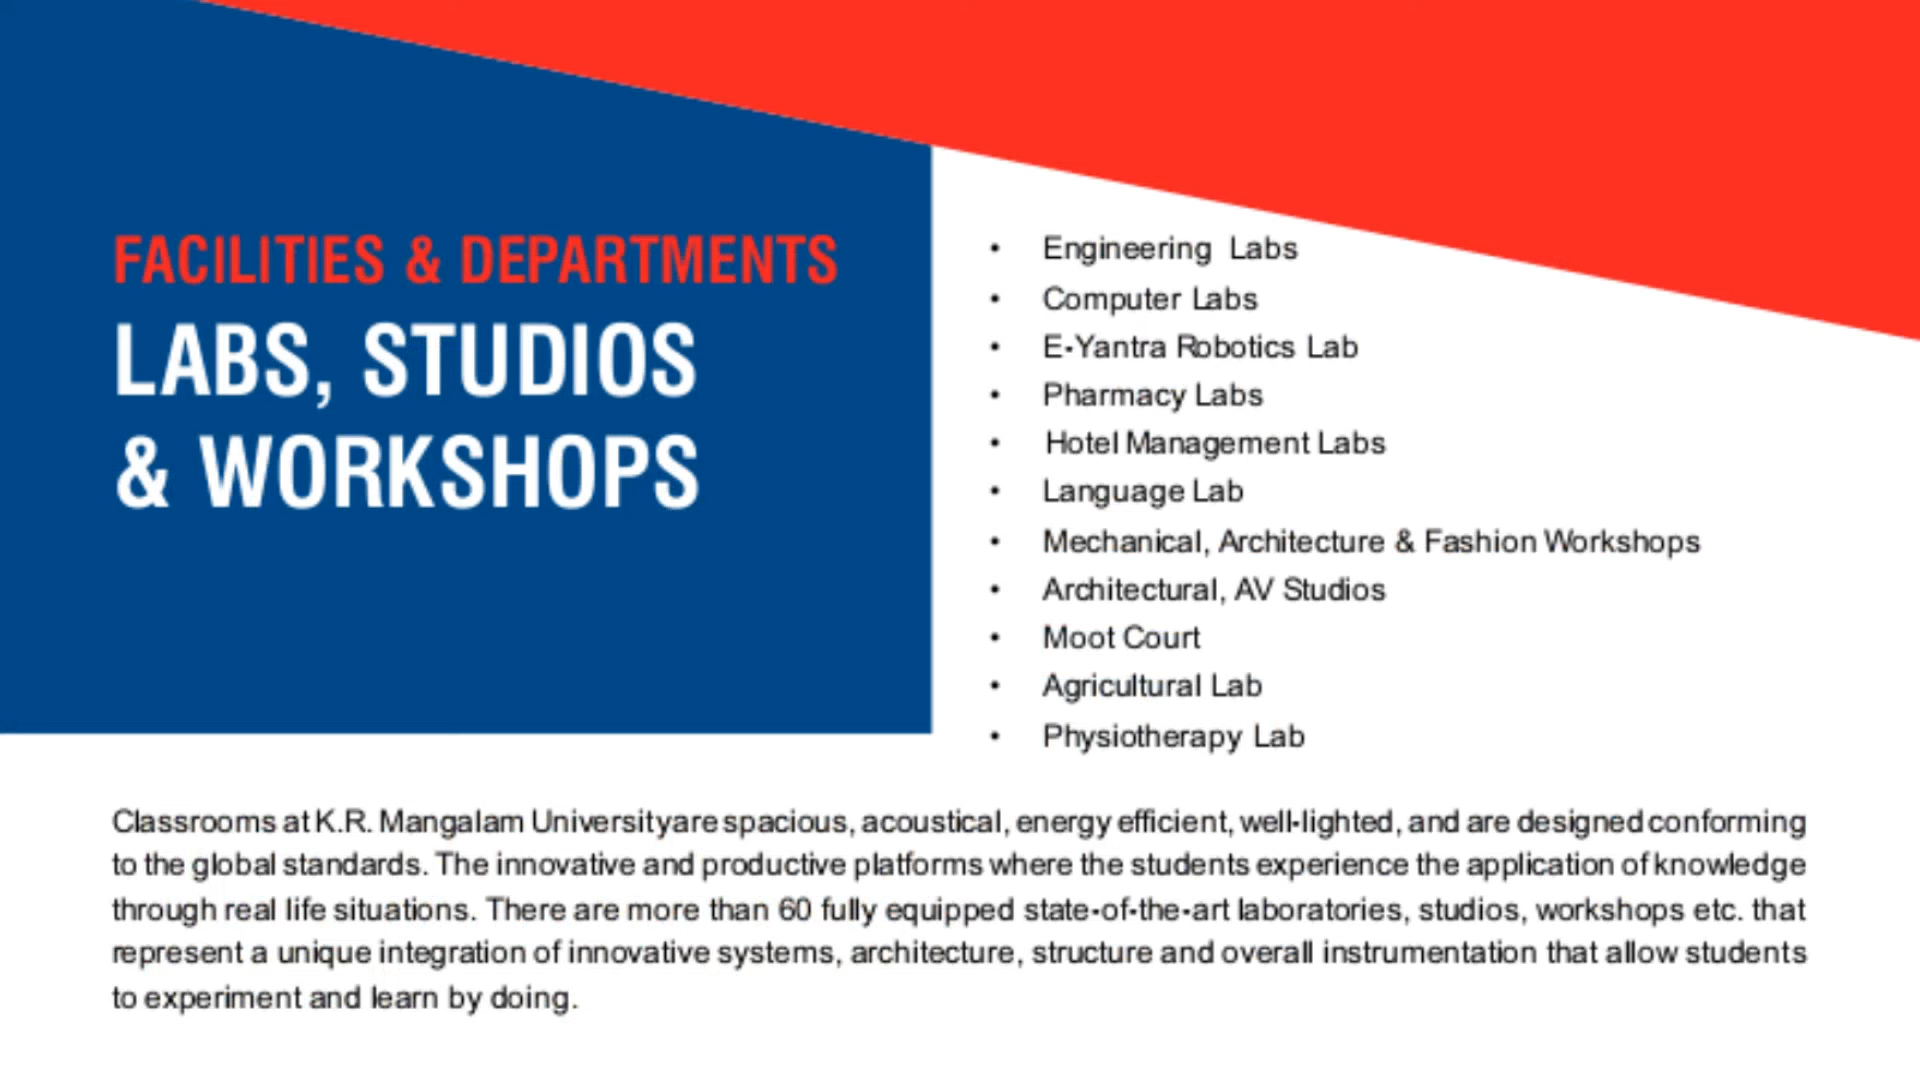 FACILITIES & DEPARTMENTS
LABS, STUDIOS
& WORKSHOPS
• Engineering Labs
• Computer Labs
• E-Yantra Robotics Lab
• Pharmacy Labs
• Hotel Management Labs
• Language Lab
• Mechanical, Architecture & Fashion Workshops
• Architectural, AV Studios
• Moot Court
• Agricultural Lab
• Physiotherapy Lab
Classrooms at K.R. Mangalam University are spacious, acoustical, energy efficient, well-lighted, and are designed conforming
to the global standards. The innovative and productive platforms where the students experience the application of knowledge
through real life situations. There are more than 60 fully equipped state-of-the-art laboratories, studios, workshops etc. that
represent a unique integration of innovative systems, architecture, structure and overall instrumentation that allow students
to experiment and learn by doing.